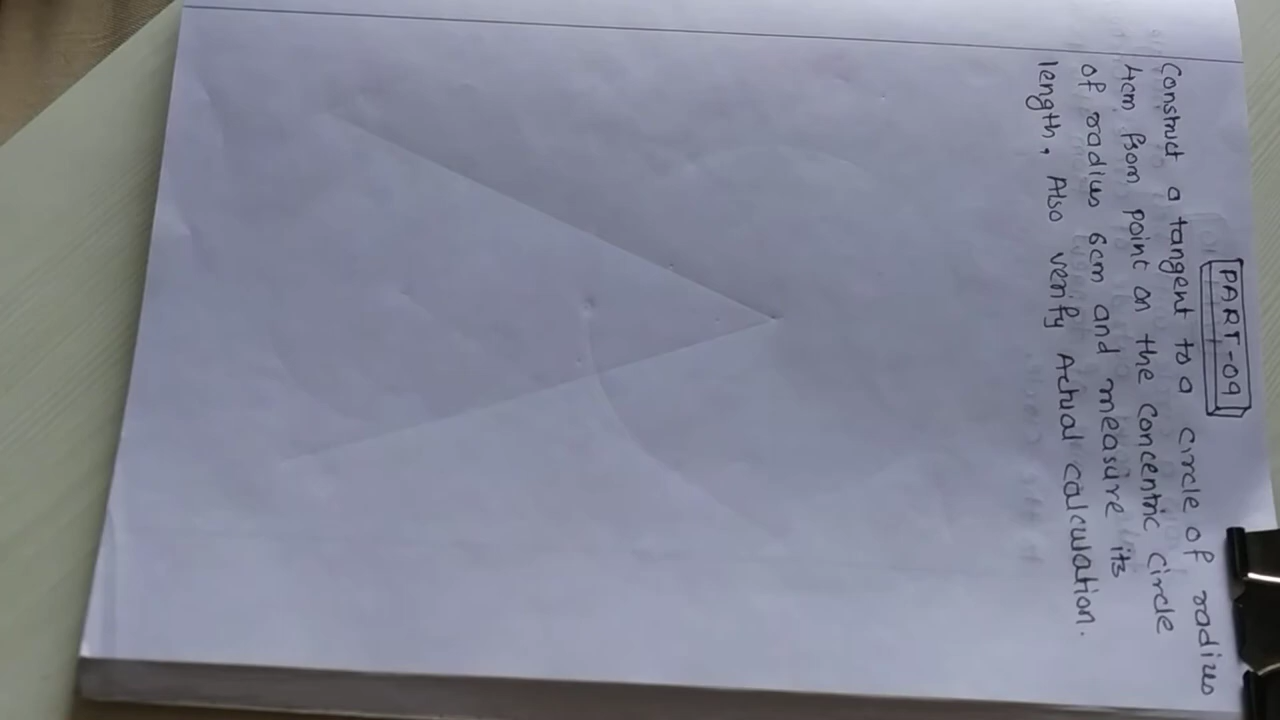 PART-09
Construct a tangent to a circle of radius
4cm from point on the concentric circle
of radius 6cm and measure its
length. Also verify Actual calculation.